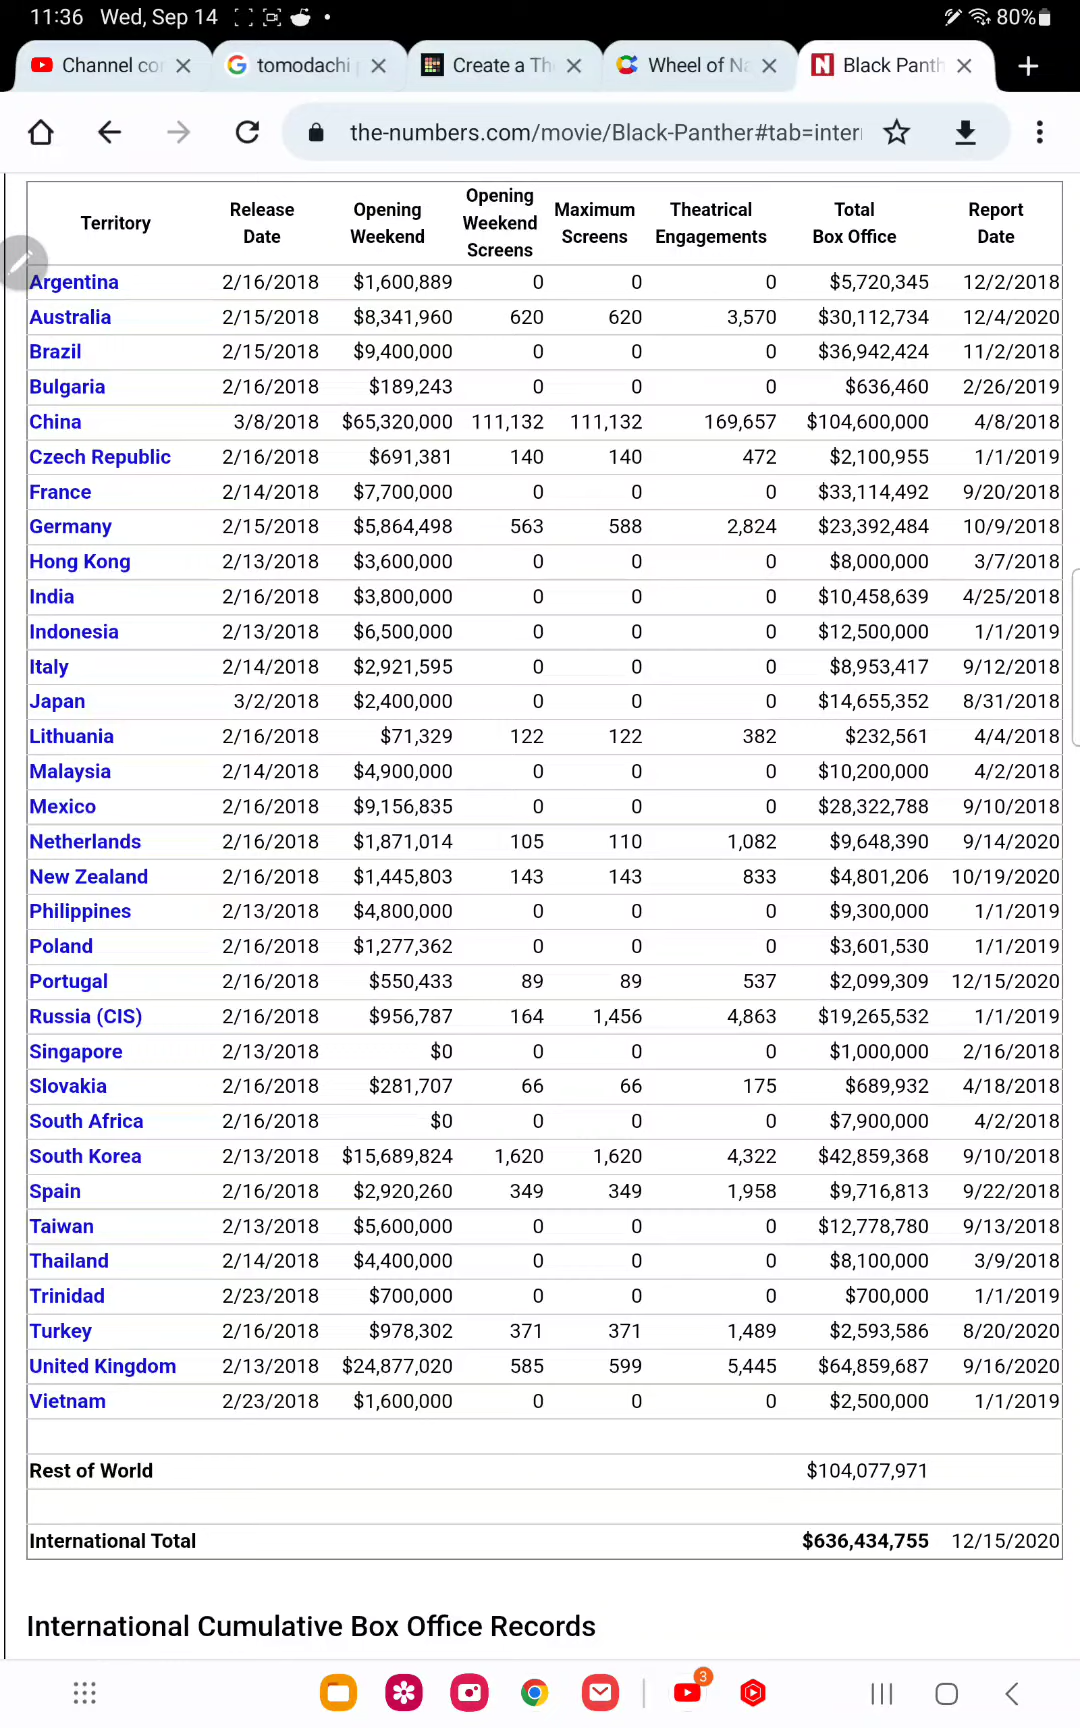 11:36 Wed, Sep 14 80%
Channel co tomodachi Create a Th Wheel of Na Black Panth
the-numbers.com/movie/Black-Panther#tab=inter
Territory Release Date Opening Weekend Opening Weekend Screens Maximum Screens Theatrical Engagements Total Box Office Report Date
Argentina 2/16/2018 $1,600,889 0 0 0 $5,720,345 12/2/2018
Australia 2/15/2018 $8,341,960 620 620 3,570 $30,112,734 12/4/2020
Brazil 2/15/2018 $9,400,000 0 0 0 $36,942,424 11/2/2018
Bulgaria 2/16/2018 $189,243 0 0 0 $636,460 2/26/2019
China 3/8/2018 $65,320,000 111,132 111,132 169,657 $104,600,000 4/8/2018
Czech Republic 2/16/2018 $691,381 140 140 472 $2,100,955 1/1/2019
France 2/14/2018 $7,700,000 0 0 0 $33,114,492 9/20/2018
Germany 2/15/2018 $5,864,498 563 588 2,824 $23,392,484 10/9/2018
Hong Kong 2/13/2018 $3,600,000 0 0 0 $8,000,000 3/7/2018
India 2/16/2018 $3,800,000 0 0 0 $10,458,639 4/25/2018
Indonesia 2/13/2018 $6,500,000 0 0 0 $12,500,000 1/1/2019
Italy 2/14/2018 $2,921,595 0 0 0 $8,953,417 9/12/2018
Japan 3/2/2018 $2,400,000 0 0 0 $14,655,352 8/31/2018
Lithuania 2/16/2018 $71,329 122 122 382 $232,561 4/4/2018
Malaysia 2/14/2018 $4,900,000 0 0 0 $10,200,000 4/2/2018
Mexico 2/16/2018 $9,156,835 0 0 0 $28,322,788 9/10/2018
Netherlands 2/16/2018 $1,871,014 105 110 1,082 $9,648,390 9/14/2020
New Zealand 2/16/2018 $1,445,803 143 143 833 $4,801,206 10/19/2020
Philippines 2/13/2018 $4,800,000 0 0 0 $9,300,000 1/1/2019
Poland 2/16/2018 $1,277,362 0 0 0 $3,601,530 1/1/2019
Portugal 2/16/2018 $550,433 89 89 537 $2,099,309 12/15/2020
Russia (CIS) 2/16/2018 $956,787 164 1,456 4,863 $19,265,532 1/1/2019
Singapore 2/13/2018 $0 0 0 0 $1,000,000 2/16/2018
Slovakia 2/16/2018 $281,707 66 66 175 $689,932 4/18/2018
South Africa 2/16/2018 $0 0 0 0 $7,900,000 4/2/2018
South Korea 2/13/2018 $15,689,824 1,620 1,620 4,322 $42,859,368 9/10/2018
Spain 2/16/2018 $2,920,260 349 349 1,958 $9,716,813 9/22/2018
Taiwan 2/13/2018 $5,600,000 0 0 0 $12,778,780 9/13/2018
Thailand 2/14/2018 $4,400,000 0 0 0 $8,100,000 3/9/2018
Trinidad 2/23/2018 $700,000 0 0 0 $700,000 1/1/2019
Turkey 2/16/2018 $978,302 371 371 1,489 $2,593,586 8/20/2020
United Kingdom 2/13/2018 $24,877,020 585 599 5,445 $64,859,687 9/16/2020
Vietnam 2/23/2018 $1,600,000 0 0 0 $2,500,000 1/1/2019
Rest of World $104,077,971
International Total $636,434,755 12/15/2020
International Cumulative Box Office Records
3